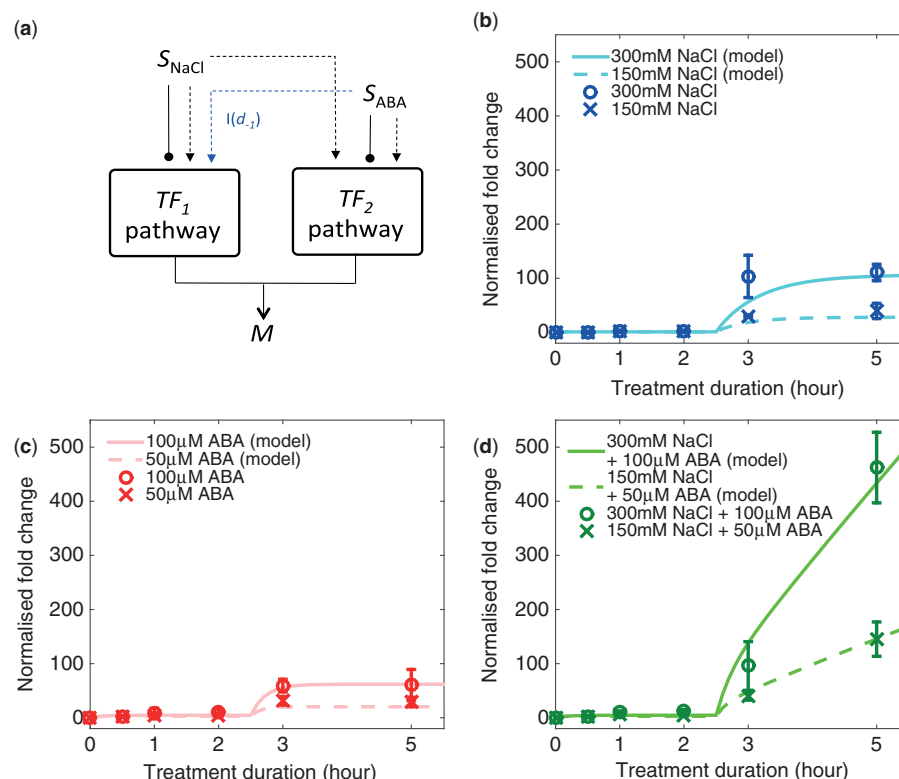 (a)
S_NaCl
S_ABA
I(d_-1)
TF_1
pathway
TF_2
pathway
M
(b)
500
400
300
200
100
0
Normalised fold change
300mM NaCl (model)
150mM NaCl (model)
300mM NaCl
150mM NaCl
0 1 2 3 5
Treatment duration (hour)
(c)
500
400
300
200
100
0
Normalised fold change
100μM ABA (model)
50μM ABA (model)
100μM ABA
50μM ABA
0 1 2 3 5
Treatment duration (hour)
(d)
500
400
300
200
100
0
Normalised fold change
300mM NaCl
+ 100μM ABA (model)
150mM NaCl
+ 50μM ABA (model)
300mM NaCl + 100μM ABA
150mM NaCl + 50μM ABA
0 1 2 3 5
Treatment duration (hour)